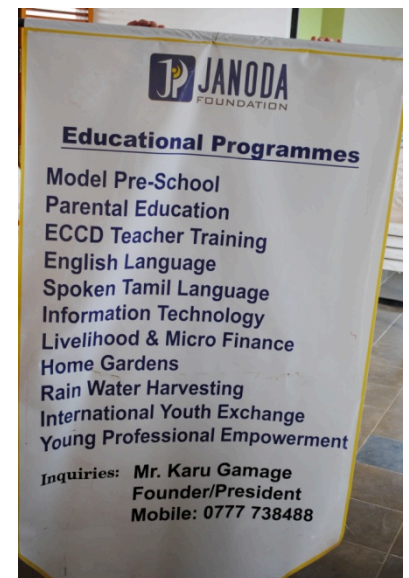 JANODA
FOUNDATION
Educational Programmes
Model Pre-School
Parental Education
ECCD Teacher Training
English Language
Spoken Tamil Language
Information Technology
Livelihood & Micro Finance
Home Gardens
Rain Water Harvesting
International Youth Exchange
Young Professional Empowerment
Inquiries: Mr. Karu Gamage
Founder/President
Mobile: 0777 738488